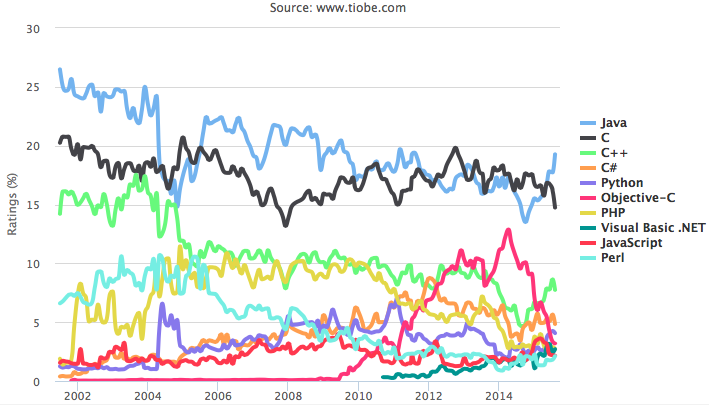 Source: www.tiobe.com
30
25
20
15
10
5
0
Ratings (%)
2002 2004 2006 2008 2010 2012 2014
Java
C
C++
C#
Python
Objective-C
PHP
Visual Basic .NET
JavaScript
Perl